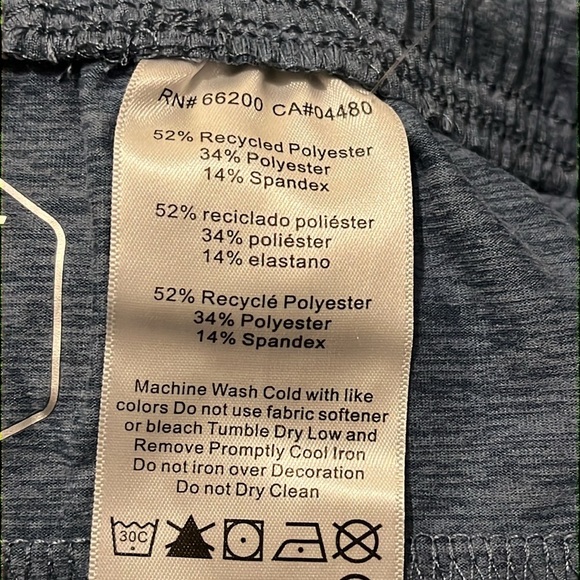 RN# 66200 CA#04480
52% Recycled Polyester
34% Polyester
14% Spandex
52% reciclado poliéster
34% poliéster
14% elastano
52% Recyclé Polyester
34% Polyester
14% Spandex
Machine Wash Cold with like
colors Do not use fabric softener
or bleach Tumble Dry Low and
Remove Promptly Cool Iron
Do not iron over Decoration
Do not Dry Clean
30C